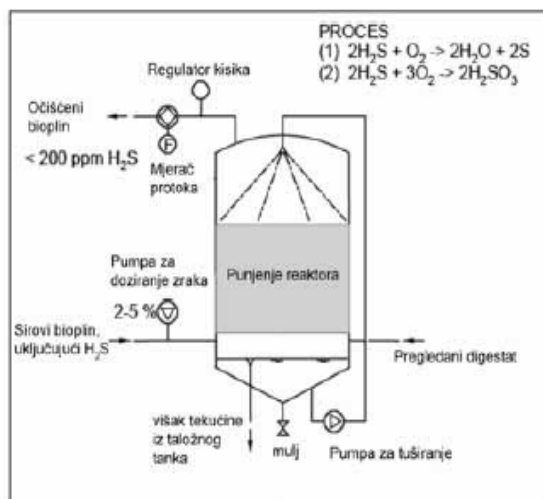 PROCES
(1) 2H₂S + O₂ -> 2H₂O + 2S
(2) 2H₂S + 3O₂ -> 2H₂SO₃
Regulator kisika
Očišćeni
bioplin
< 200 ppm H₂S
F
Mjerač
protoka
Pumpa za
doziranje zraka
2-5 %
Punjenje reaktora
Sirovi bioplin,
uključujući H₂S
Pregledani digestat
višak tekućine
iz taložnog
tanka
mulj
Pumpa za tuširanje